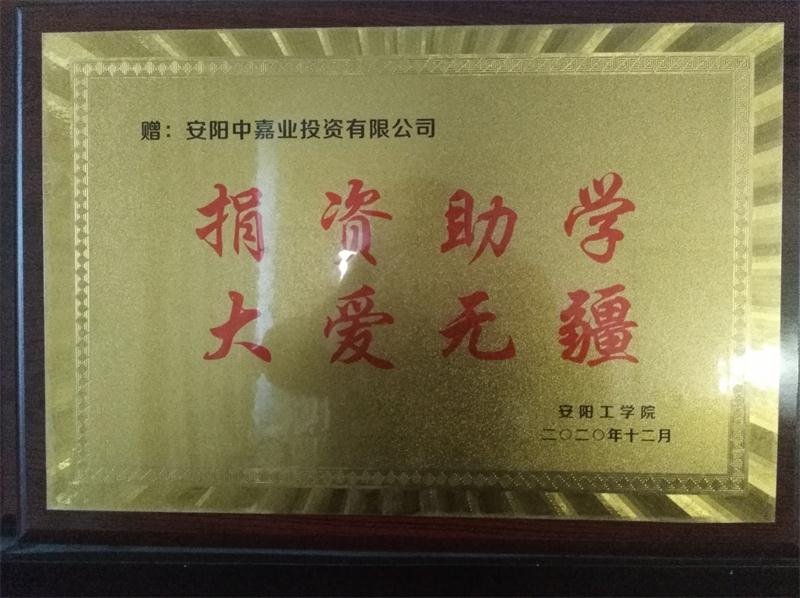 赠：安阳中嘉业投资有限公司
捐资助学
大爱无疆
安阳工学院
二〇二〇年十二月